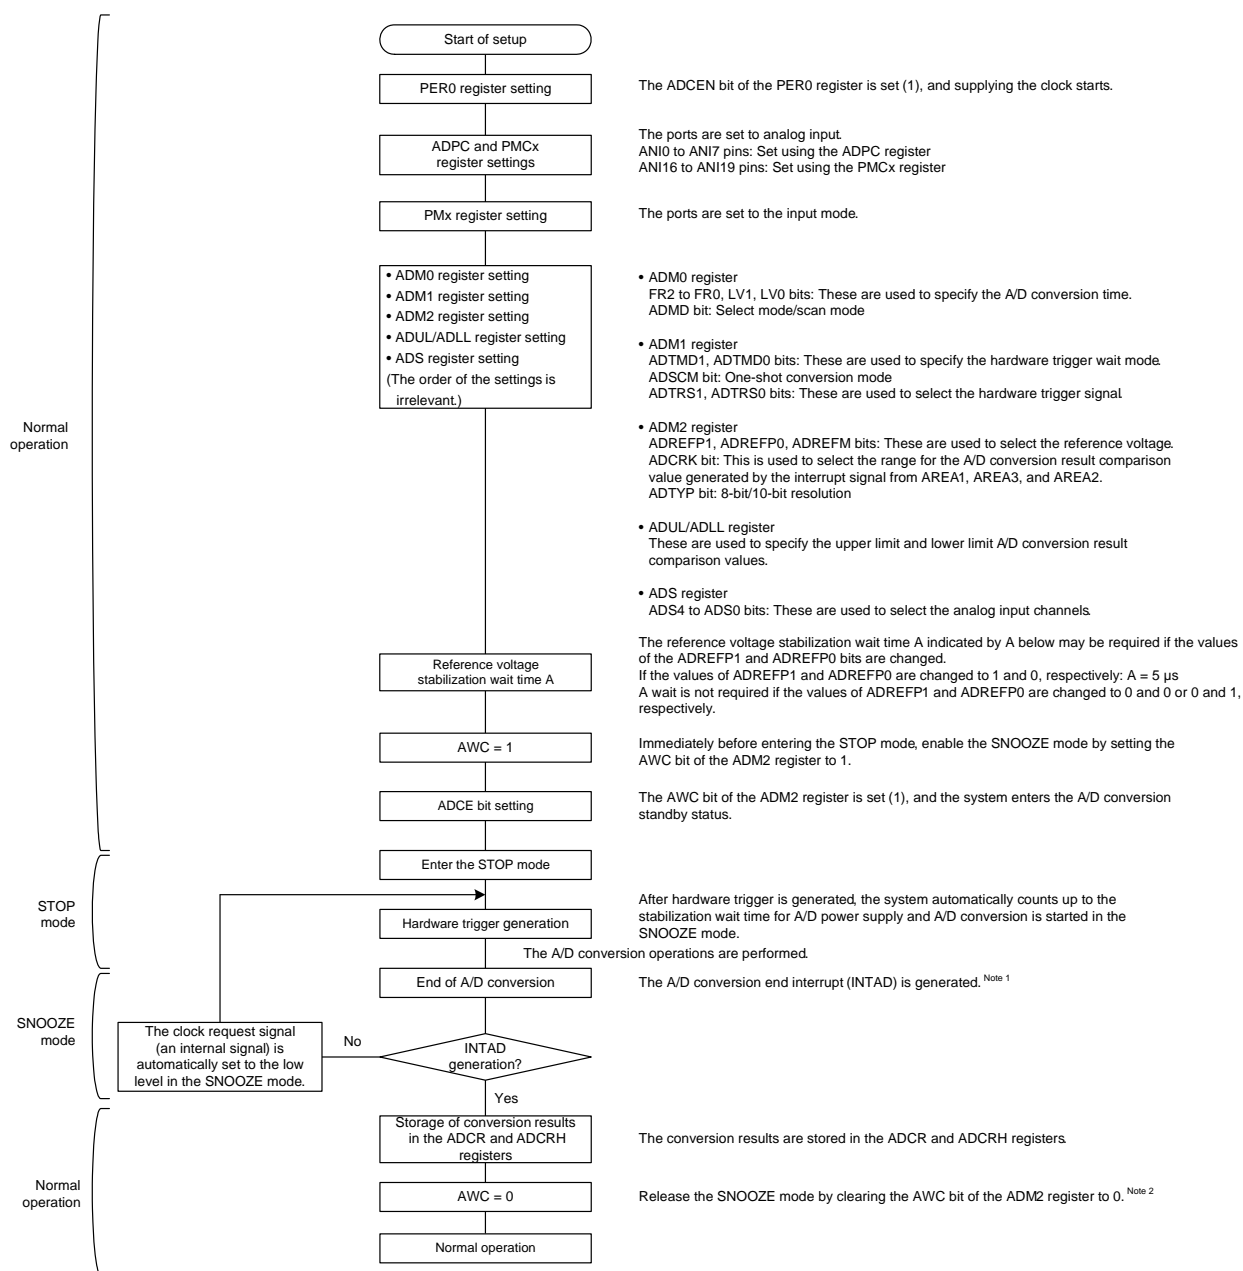 Start of setup
PER0 register setting
The ADCEN bit of the PER0 register is set (1), and supplying the clock starts.
ADPC and PMCx
register settings
The ports are set to analog input.
ANI0 to ANI7 pins: Set using the ADPC register
ANI16 to ANI19 pins: Set using the PMCx register
PMx register setting
The ports are set to the input mode.
• ADM0 register setting
• ADM1 register setting
• ADM2 register setting
• ADUL/ADLL register setting
• ADS register setting
(The order of the settings is
irrelevant.)
• ADM0 register
FR2 to FR0, LV1, LV0 bits: These are used to specify the A/D conversion time.
ADMD bit: Select mode/scan mode
• ADM1 register
ADTMD1, ADTMD0 bits: These are used to specify the hardware trigger wait mode.
ADSCM bit: One-shot conversion mode
ADTRS1, ADTRS0 bits: These are used to select the hardware trigger signal.
• ADM2 register
ADREFP1, ADREFP0, ADREFM bits: These are used to select the reference voltage.
ADCRK bit: This is used to select the range for the A/D conversion result comparison
value generated by the interrupt signal from AREA1, AREA3, and AREA2.
ADTYP bit: 8-bit/10-bit resolution
• ADUL/ADLL register
These are used to specify the upper limit and lower limit A/D conversion result
comparison values.
• ADS register
ADS4 to ADS0 bits: These are used to select the analog input channels.
Normal
operation
Reference voltage
stabilization wait time A
The reference voltage stabilization wait time A indicated by A below may be required if the values
of the ADREFP1 and ADREFP0 bits are changed.
If the values of ADREFP1 and ADREFP0 are changed to 1 and 0, respectively: A = 5 µs
A wait is not required if the values of ADREFP1 and ADREFP0 are changed to 0 and 0 or 0 and 1,
respectively.
AWC = 1
Immediately before entering the STOP mode, enable the SNOOZE mode by setting the
AWC bit of the ADM2 register to 1.
ADCE bit setting
The AWC bit of the ADM2 register is set (1), and the system enters the A/D conversion
standby status.
Enter the STOP mode
STOP
mode
Hardware trigger generation
After hardware trigger is generated, the system automatically counts up to the
stabilization wait time for A/D power supply and A/D conversion is started in the
SNOOZE mode.
The A/D conversion operations are performed.
End of A/D conversion
The A/D conversion end interrupt (INTAD) is generated. Note 1
SNOOZE
mode
The clock request signal
(an internal signal) is
automatically set to the low
level in the SNOOZE mode.
No
INTAD
generation?
Yes
Storage of conversion results
in the ADCR and ADCRH
registers
The conversion results are stored in the ADCR and ADCRH registers.
Normal
operation
AWC = 0
Release the SNOOZE mode by clearing the AWC bit of the ADM2 register to 0. Note 2
Normal operation